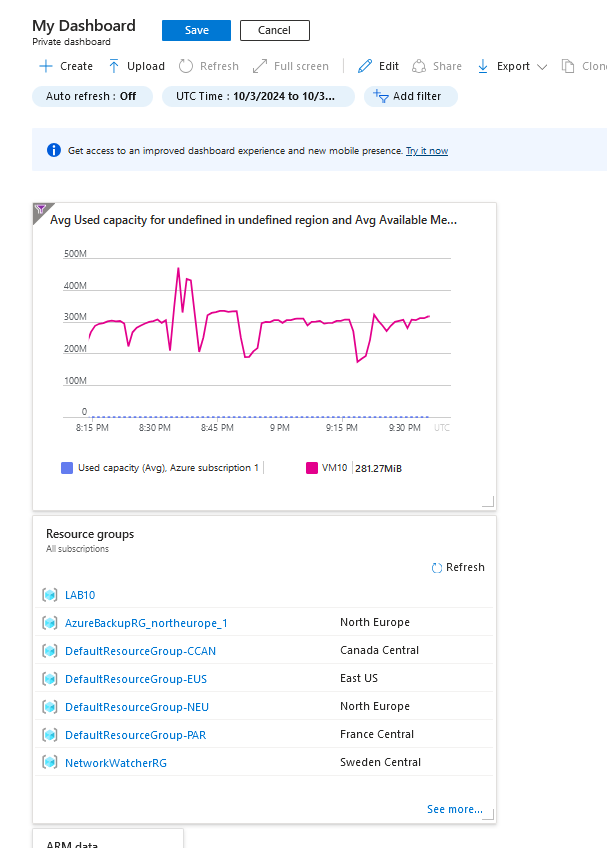 My Dashboard
Save
Cancel
Private dashboard
Create
Upload
Refresh
Full screen
Edit
Share
Export
Clone
Auto refresh : Off
UTC Time : 10/3/2024 to 10/3...
Add filter
Get access to an improved dashboard experience and new mobile presence. Try it now
Avg Used capacity for undefined in undefined region and Avg Available Me...
500M
400M
300M
200M
100M
0
8:15 PM
8:30 PM
8:45 PM
9 PM
9:15 PM
9:30 PM
UTC
Used capacity (Avg), Azure subscription 1
VM10
281.27MiB
Resource groups
All subscriptions
Refresh
LAB10
AzureBackupRG_northeurope_1 North Europe
DefaultResourceGroup-CCAN Canada Central
DefaultResourceGroup-EUS East US
DefaultResourceGroup-NEU North Europe
DefaultResourceGroup-PAR France Central
NetworkWatcherRG Sweden Central
See more...
ARM data